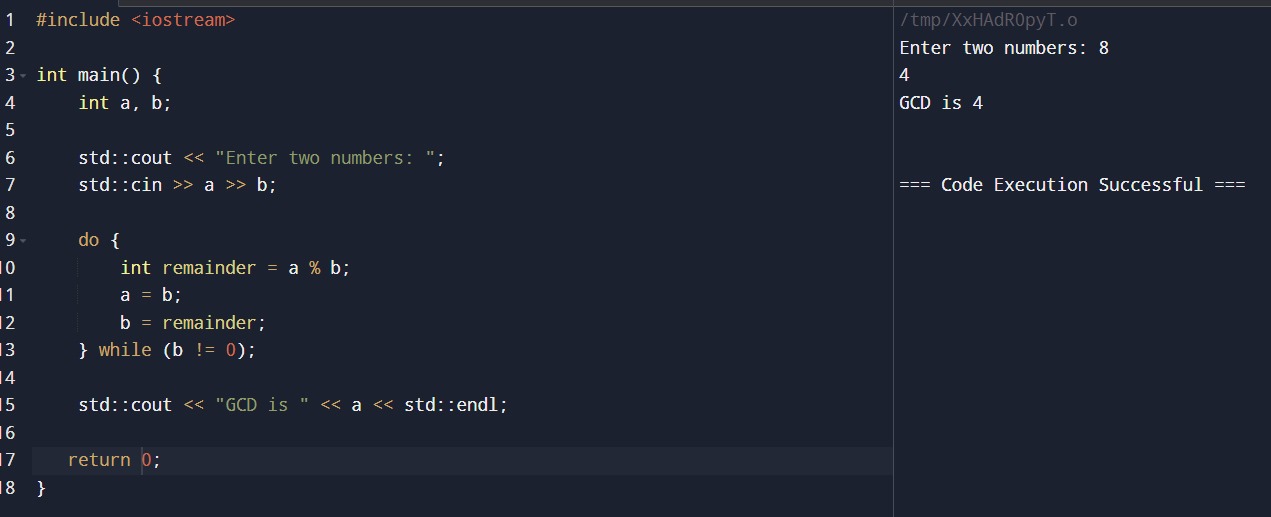 1 #include <iostream>
2
3 int main() {
4     int a, b;
5
6     std::cout << "Enter two numbers: ";
7     std::cin >> a >> b;
8
9     do {
10         int remainder = a % b;
11         a = b;
12         b = remainder;
13     } while (b != 0);
14
15     std::cout << "GCD is " << a << std::endl;
16
17    return 0;
18 }
/tmp/XxHAdROpyT.o
Enter two numbers: 8
4
GCD is 4
=== Code Execution Successful ===